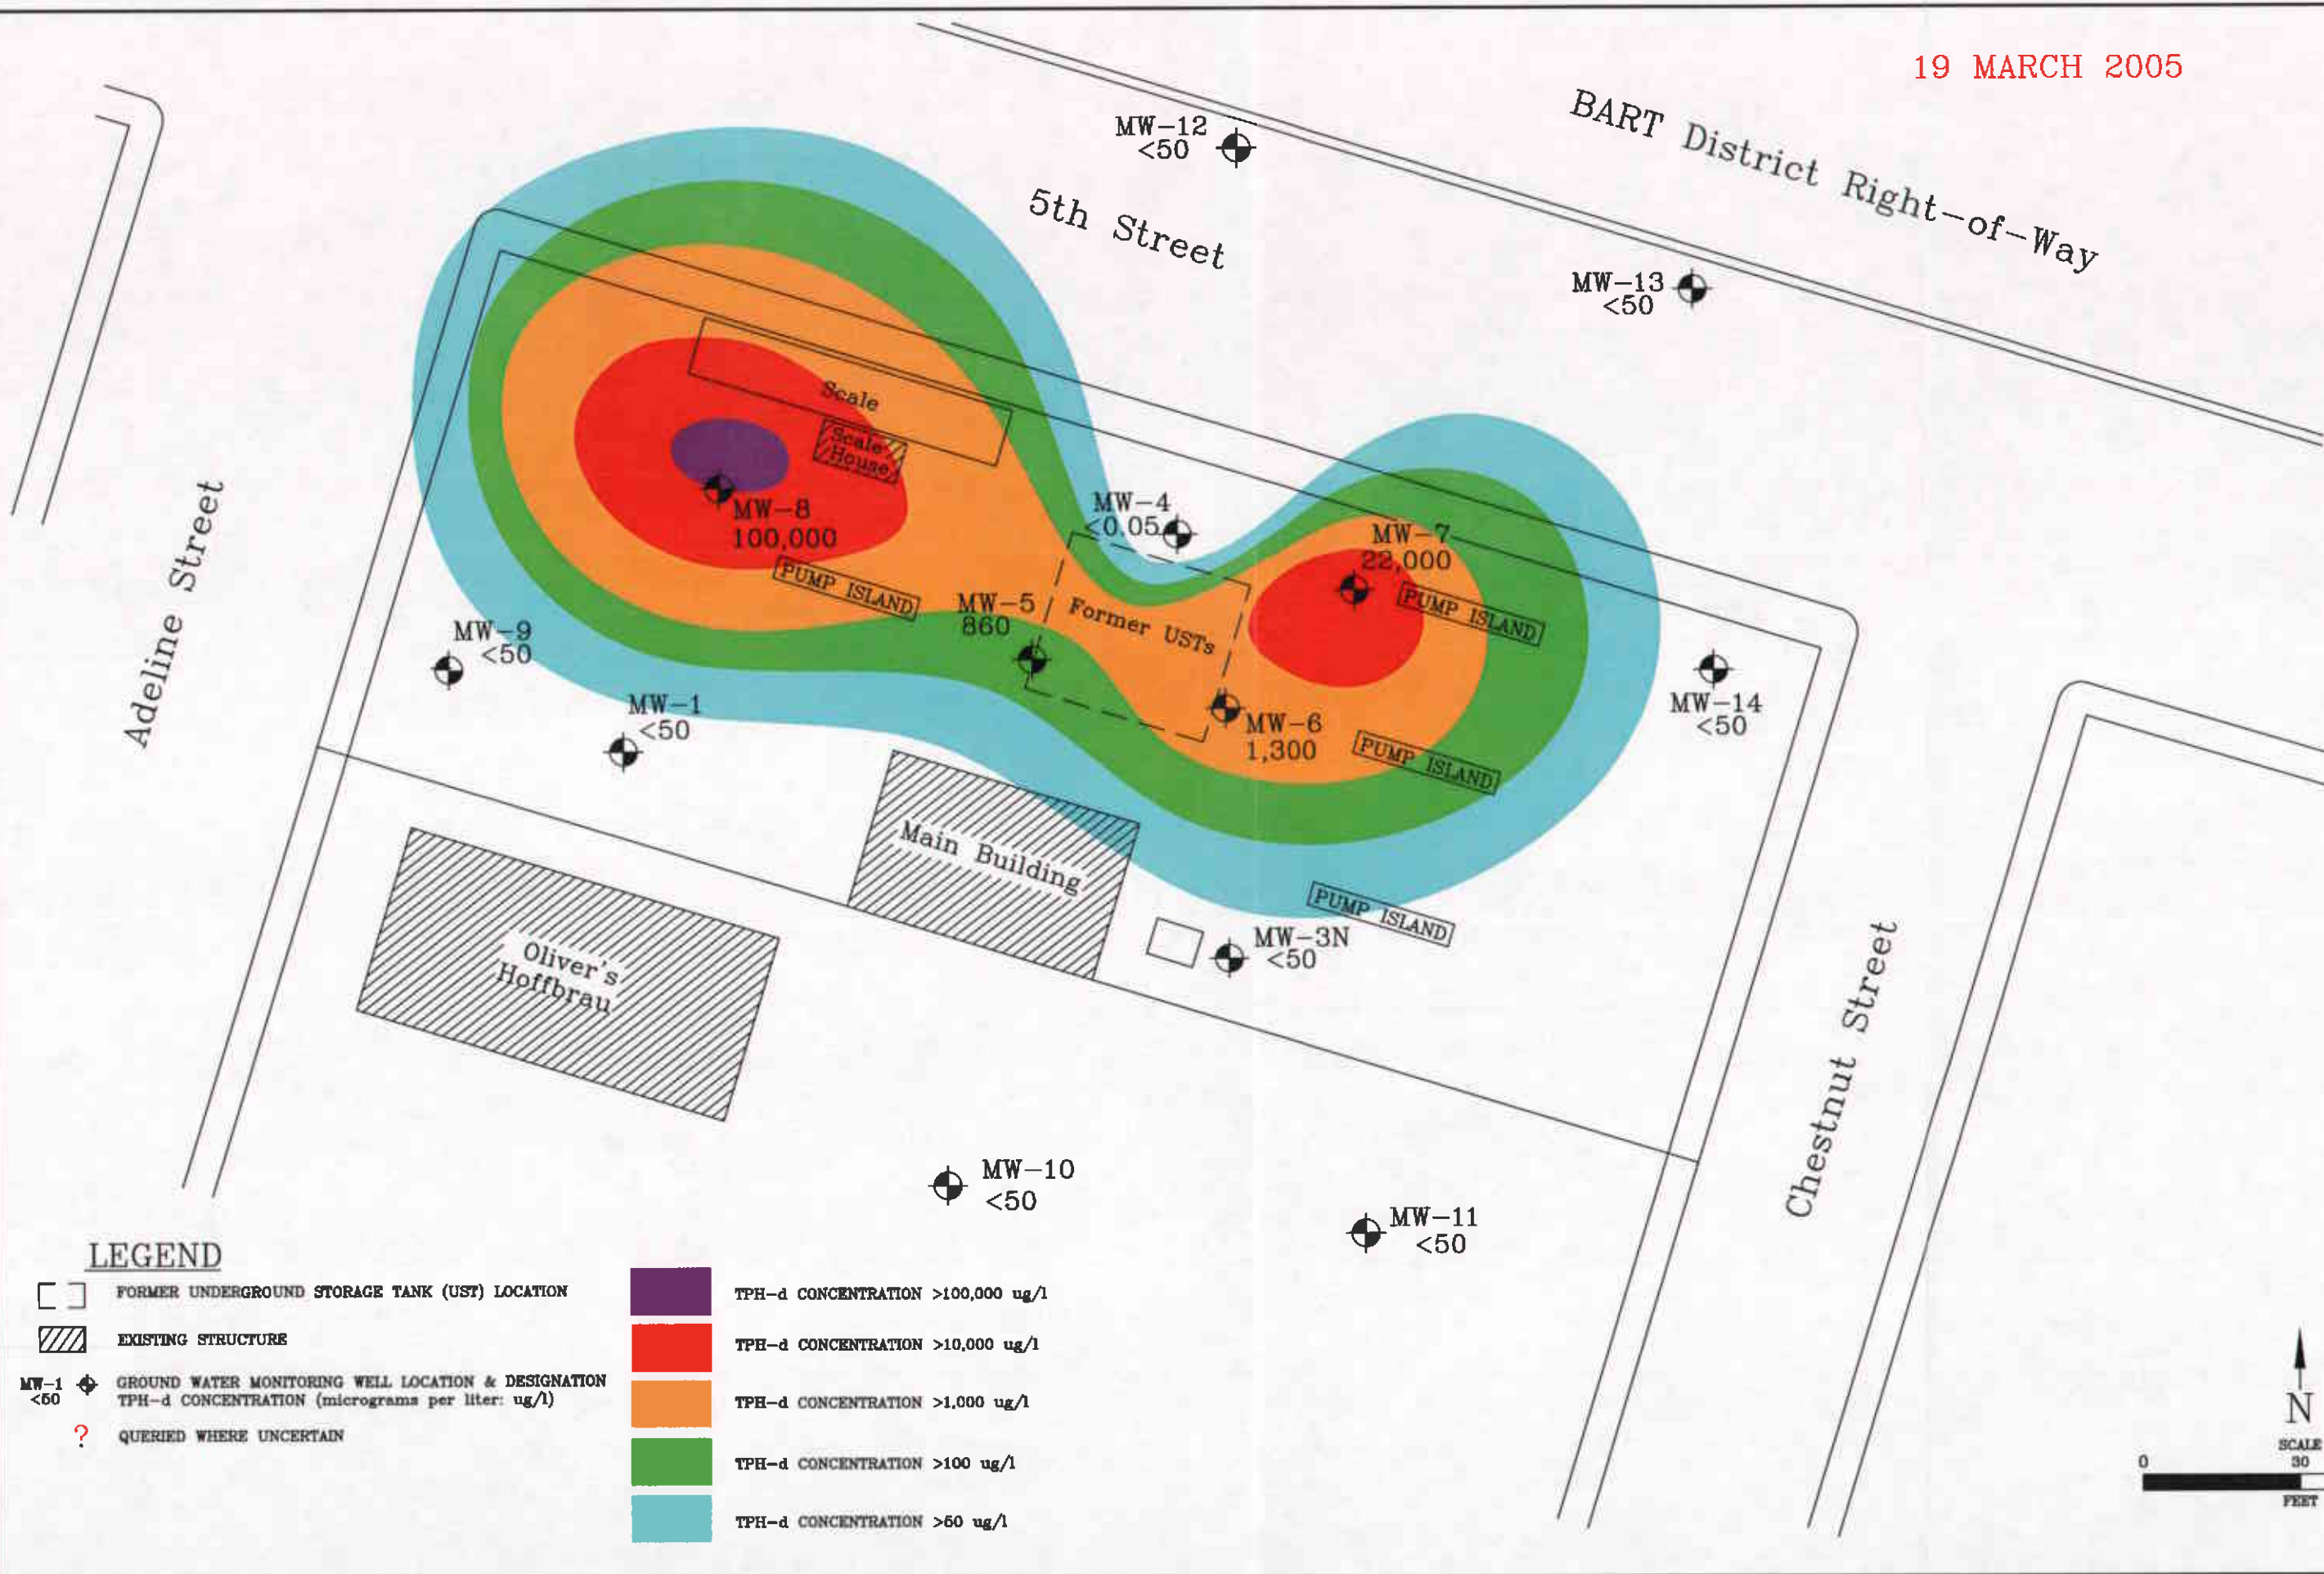 19 MARCH 2005
BART District Right-of-Way
MW-12
<50
5th Street
MW-13
<50
Scale
Scale
House
MW-8
100,000
MW-4
<0.05
MW-7
22,000
PUMP ISLAND
PUMP ISLAND
MW-5
860
Former USTs
Adeline Street
MW-9
<50
MW-1
<50
MW-6
1,300
PUMP ISLAND
MW-14
<50
Main Building
PUMP ISLAND
MW-3N
<50
Oliver's
Hoffbrau
Chestnut Street
MW-10
<50
MW-11
<50
LEGEND
FORMER UNDERGROUND STORAGE TANK (UST) LOCATION
EXISTING STRUCTURE
MW-1
<50
GROUND WATER MONITORING WELL LOCATION & DESIGNATION
TPH-d CONCENTRATION (micrograms per liter: ug/l)
? QUERIED WHERE UNCERTAIN
TPH-d CONCENTRATION >100,000 ug/l
TPH-d CONCENTRATION >10,000 ug/l
TPH-d CONCENTRATION >1,000 ug/l
TPH-d CONCENTRATION >100 ug/l
TPH-d CONCENTRATION >50 ug/l
N
SCALE
0 30
FEET